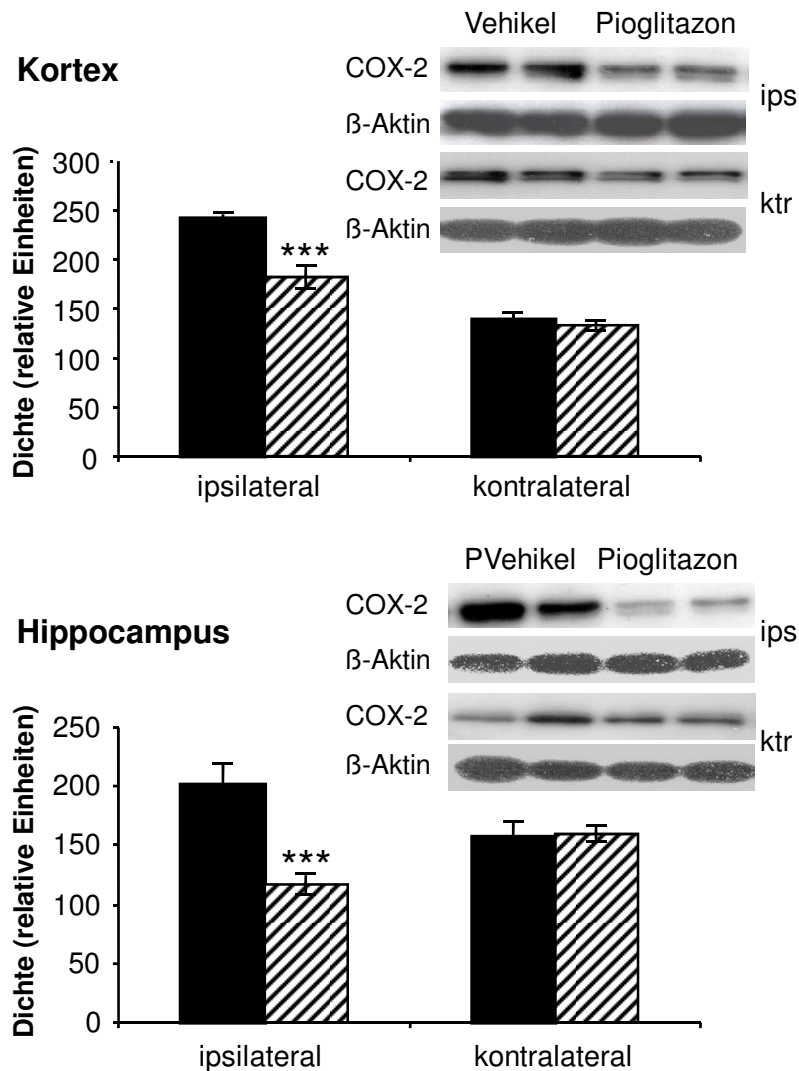 Vehikel Pioglitazon
Kortex
COX-2
ips
ß-Aktin
COX-2
ktr
ß-Aktin
Dichte (relative Einheiten)
300
250
200
150
100
50
0
***
ipsilateral kontralateral
PVehikel Pioglitazon
Hippocampus
COX-2
ips
ß-Aktin
COX-2
ktr
ß-Aktin
Dichte (relative Einheiten)
250
200
150
100
50
0
***
ipsilateral kontralateral